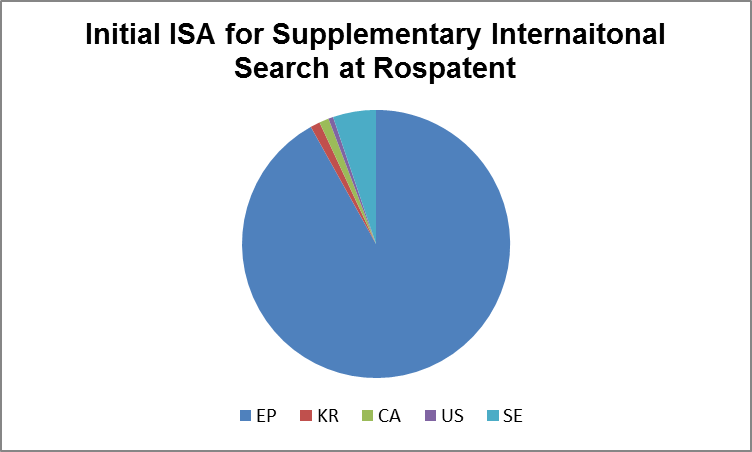 Initial ISA for Supplementary Internaitonal
Search at Rospatent
EP KR CA US SE